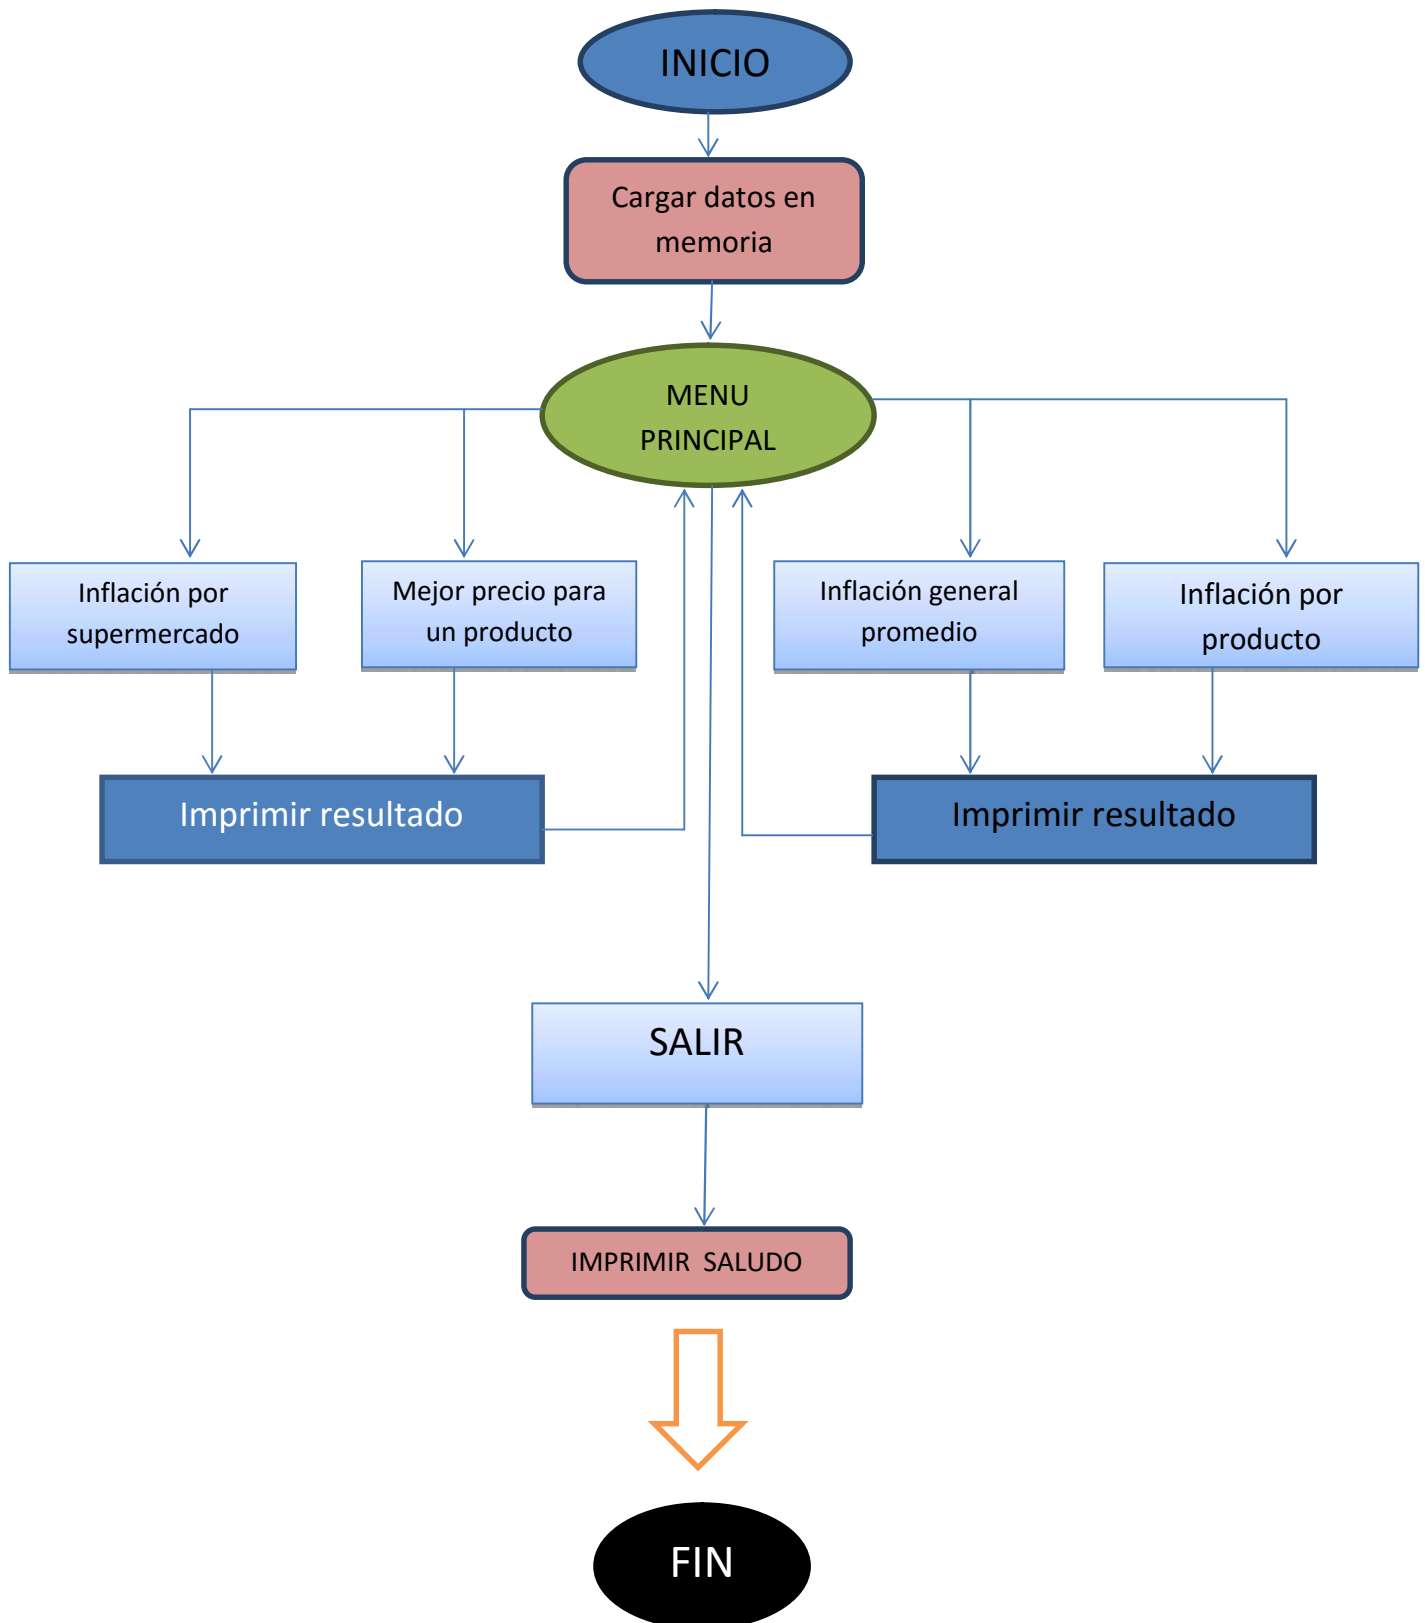 INICIO
Cargar datos en
memoria
MENU
PRINCIPAL
Inflación por
supermercado
Mejor precio para
un producto
Inflación general
promedio
Inflación por
producto
Imprimir resultado
Imprimir resultado
SALIR
IMPRIMIR SALUDO
FIN